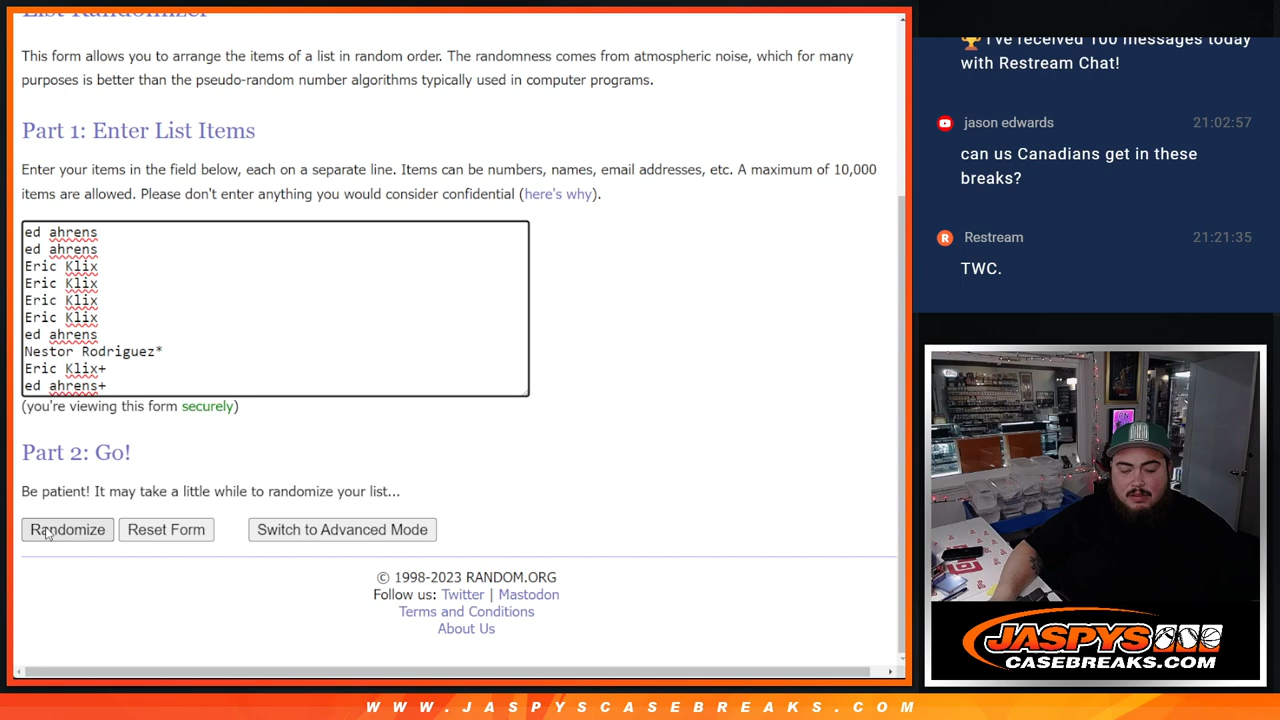 List Randomizer
This form allows you to arrange the items of a list in random order. The randomness comes from atmospheric noise, which for many
purposes is better than the pseudo-random number algorithms typically used in computer programs.
Part 1: Enter List Items
Enter your items in the field below, each on a separate line. Items can be numbers, names, email addresses, etc. A maximum of 10,000
items are allowed. Please don't enter anything you would consider confidential (here's why).
ed ahrens
ed ahrens
Eric Klix
Eric Klix
Eric Klix
Eric Klix
ed ahrens
Nestor Rodriguez*
Eric Klix+
ed ahrens+
(you're viewing this form securely)
Part 2: Go!
Be patient! It may take a little while to randomize your list...
Randomize Reset Form Switch to Advanced Mode
© 1998-2023 RANDOM.ORG
Follow us: Twitter | Mastodon
Terms and Conditions
About Us
🏆 I've received 100 messages today
with Restream Chat!
jason edwards 21:02:57
can us Canadians get in these
breaks?
Restream 21:21:35
TWC.
JASPYS
CASEBREAKS.COM
WWW.JASPYSCASEBREAKS.COM